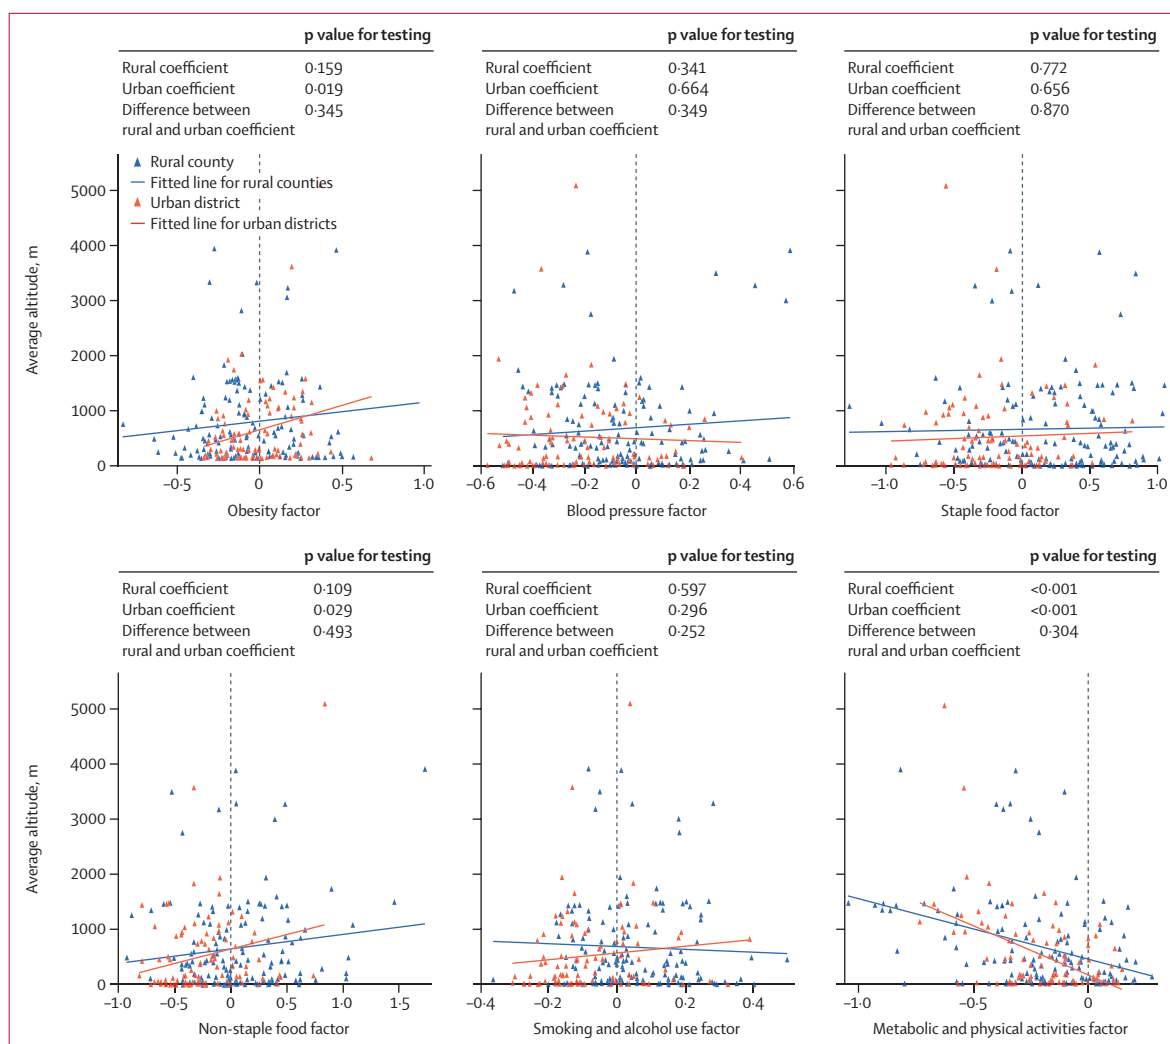 p value for testing
Rural coefficient 0·159
Urban coefficient 0·019
Difference between 0·345
rural and urban coefficient
Rural county
Fitted line for rural counties
Urban district
Fitted line for urban districts
Average altitude, m
5000
4000
3000
2000
1000
0
–0·5 0 0·5 1·0
Obesity factor
p value for testing
Rural coefficient 0·341
Urban coefficient 0·664
Difference between 0·349
rural and urban coefficient
–0·6 –0·4 –0·2 0 0·2 0·4 0·6
Blood pressure factor
p value for testing
Rural coefficient 0·772
Urban coefficient 0·656
Difference between 0·870
rural and urban coefficient
–1·0 –0·5 0 0·5 1·0
Staple food factor
p value for testing
Rural coefficient 0·109
Urban coefficient 0·029
Difference between 0·493
rural and urban coefficient
Average altitude, m
5000
4000
3000
2000
1000
0
–1·0 –0·5 0 0·5 1·0 1·5
Non-staple food factor
p value for testing
Rural coefficient 0·597
Urban coefficient 0·296
Difference between 0·252
rural and urban coefficient
–0·4 –0·2 0 0·2 0·4
Smoking and alcohol use factor
p value for testing
Rural coefficient <0·001
Urban coefficient <0·001
Difference between 0·304
rural and urban coefficient
–1·0 –0·5 0
Metabolic and physical activities factor